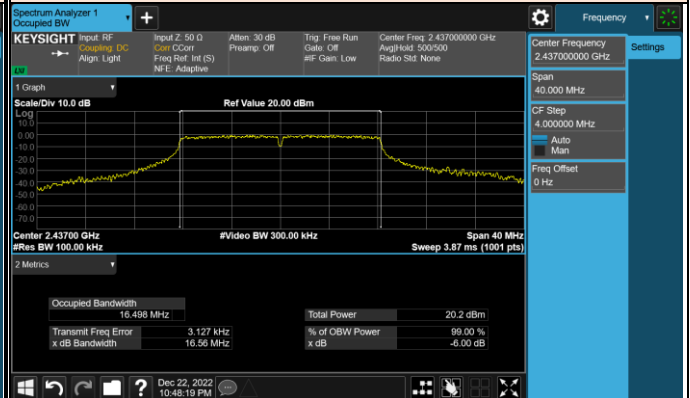 Spectrum Analyzer 1
Occupied BW
+
Frequency
KEYSIGHT
Input: RF
Coupling: DC
Align: Light
Input Z: 50 Ω
Corr CCorr
Freq Ref: Int (S)
NFE: Adaptive
Atten: 30 dB
Preamp: Off
Trig: Free Run
Gate: Off
#IF Gain: Low
Center Freq: 2.437000000 GHz
Avg|Hold: 500/500
Radio Std: None
Center Frequency
2.437000000 GHz
Settings
Span
40.000 MHz
CF Step
4.000000 MHz
Auto
Man
Freq Offset
0 Hz
1 Graph
Scale/Div 10.0 dB
Ref Value 20.00 dBm
Log
10.0
0.00
-10.0
-20.0
-30.0
-40.0
-50.0
-60.0
-70.0
Center 2.43700 GHz
#Video BW 300.00 kHz
Span 40 MHz
#Res BW 100.00 kHz
Sweep 3.87 ms (1001 pts)
2 Metrics
Occupied Bandwidth
16.498 MHz
Total Power 20.2 dBm
Transmit Freq Error 3.127 kHz
% of OBW Power 99.00 %
x dB Bandwidth 16.56 MHz
x dB -6.00 dB
?
Dec 22, 2022
10:48:19 PM